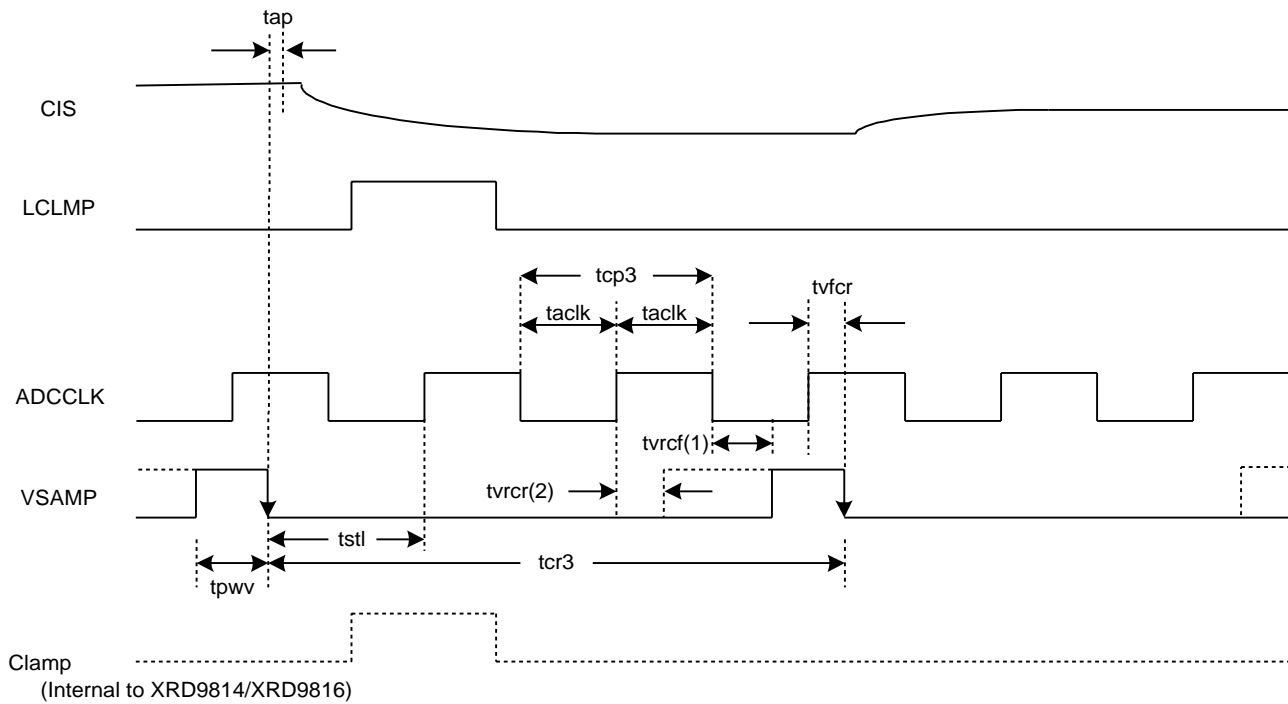 tap
CIS
LCLMP
tcp3
tvfcr
taclk
taclk
ADCCLK
tvrcf(1)
VSAMP
tvrcr(2)
tstl
tcr3
tpwv
Clamp
(Internal to XRD9814/XRD9816)